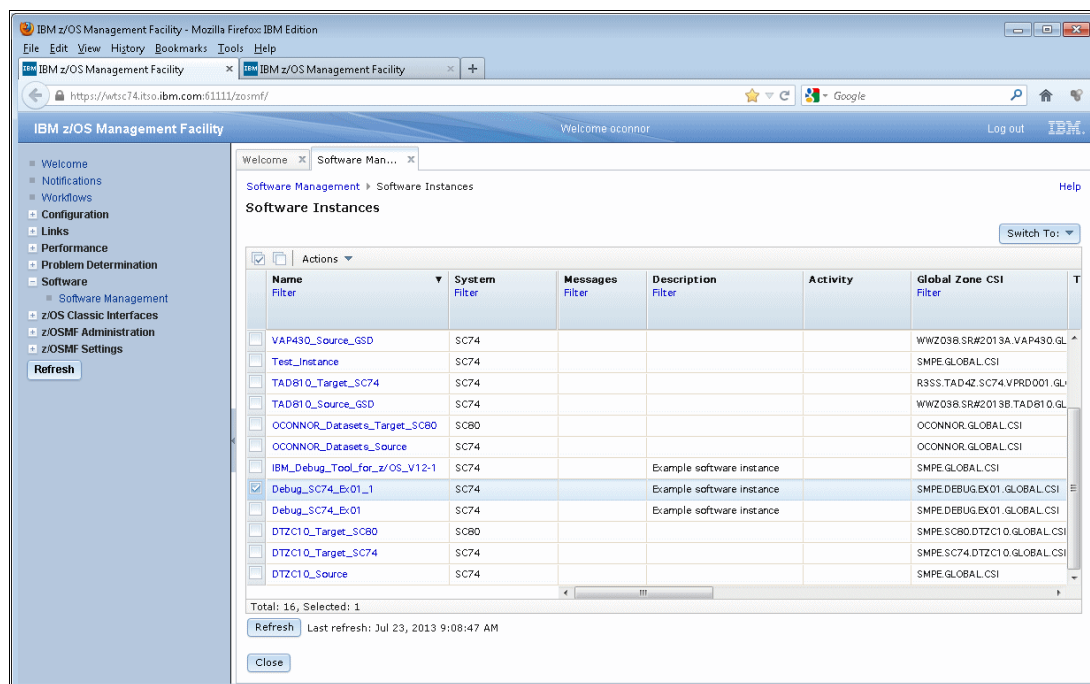 IBM z/OS Management Facility - Mozilla Firefox: IBM Edition
File Edit View History Bookmarks Tools Help
IBM IBM z/OS Management Facility × IBM IBM z/OS Management Facility × +
https://wtsc74.itso.ibm.com:61111/zosmf/ Google
IBM z/OS Management Facility Welcome oconnor Log out IBM.
Welcome
Notifications
Workflows
Configuration
Links
Performance
Problem Determination
Software
Software Management
z/OS Classic Interfaces
z/OSMF Administration
z/OSMF Settings
Refresh
Welcome X Software Man... X
Software Management Software Instances Help
Software Instances
Switch To:
Actions
Name System Messages Description Activity Global Zone CSI T
Filter Filter Filter Filter Filter
VAP430_Source_GSD SC74 WWZ038.SR#2013A.VAP430.GL
Test_Instance SC74 SMPE.GLOBAL.CSI
TAD810_Target_SC74 SC74 R3SS.TAD4Z.SC74.VPRD001.GL
TAD810_Source_GSD SC74 WWZ038.SR#2013B.TAD810.GL
OCONNOR_Datasets_Target_SC80 SC80 OCONNOR.GLOBAL.CSI
OCONNOR_Datasets_Source SC74 OCONNOR.GLOBAL.CSI
IBM_Debug_Tool_for_z/OS_V12-1 SC74 Example software instance SMPE.GLOBAL.CSI
Debug_SC74_Ex01_1 SC74 Example software instance SMPE.DEBUG.EX01.GLOBAL.CSI
Debug_SC74_Ex01 SC74 Example software instance SMPE.DEBUG.EX01.GLOBAL.CSI
DTZC10_Target_SC80 SC80 SMPE.SC80.DTZC10.GLOBAL.CSI
DTZC10_Target_SC74 SC74 SMPE.SC74.DTZC10.GLOBAL.CSI
DTZC10_Source SC74 SMPE.GLOBAL.CSI
Total: 16, Selected: 1
Refresh Last refresh: Jul 23, 2013 9:08:47 AM
Close